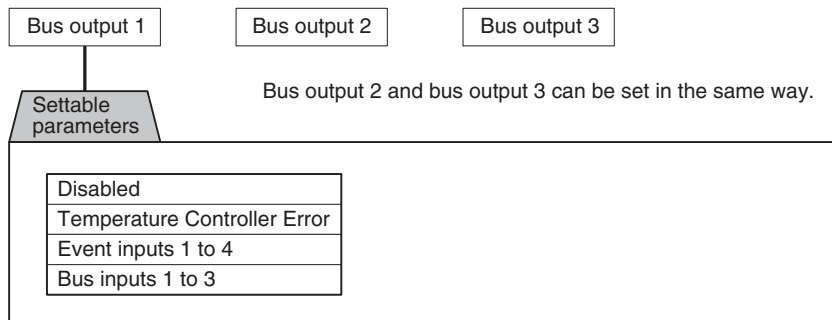 Bus output 1
Bus output 2
Bus output 3
Bus output 2 and bus output 3 can be set in the same way.
Settable
parameters
Disabled
Temperature Controller Error
Event inputs 1 to 4
Bus inputs 1 to 3